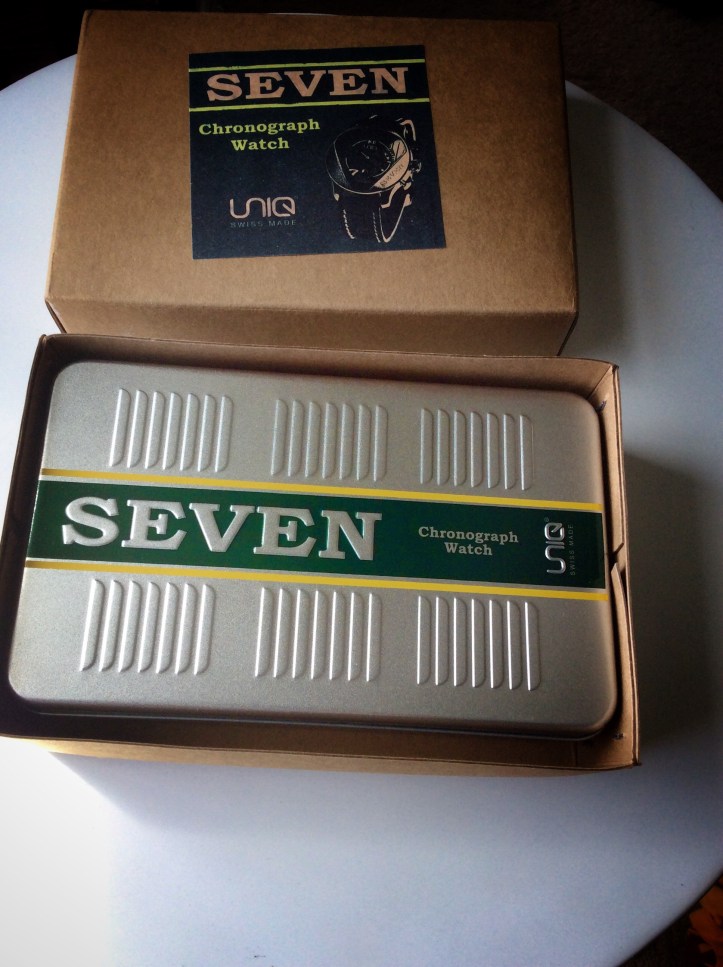 SEVEN
Chronograph
Watch
UNIQ
SWISS MADE
SEVEN
Chronograph
Watch
UNIQ®
SWISS MADE